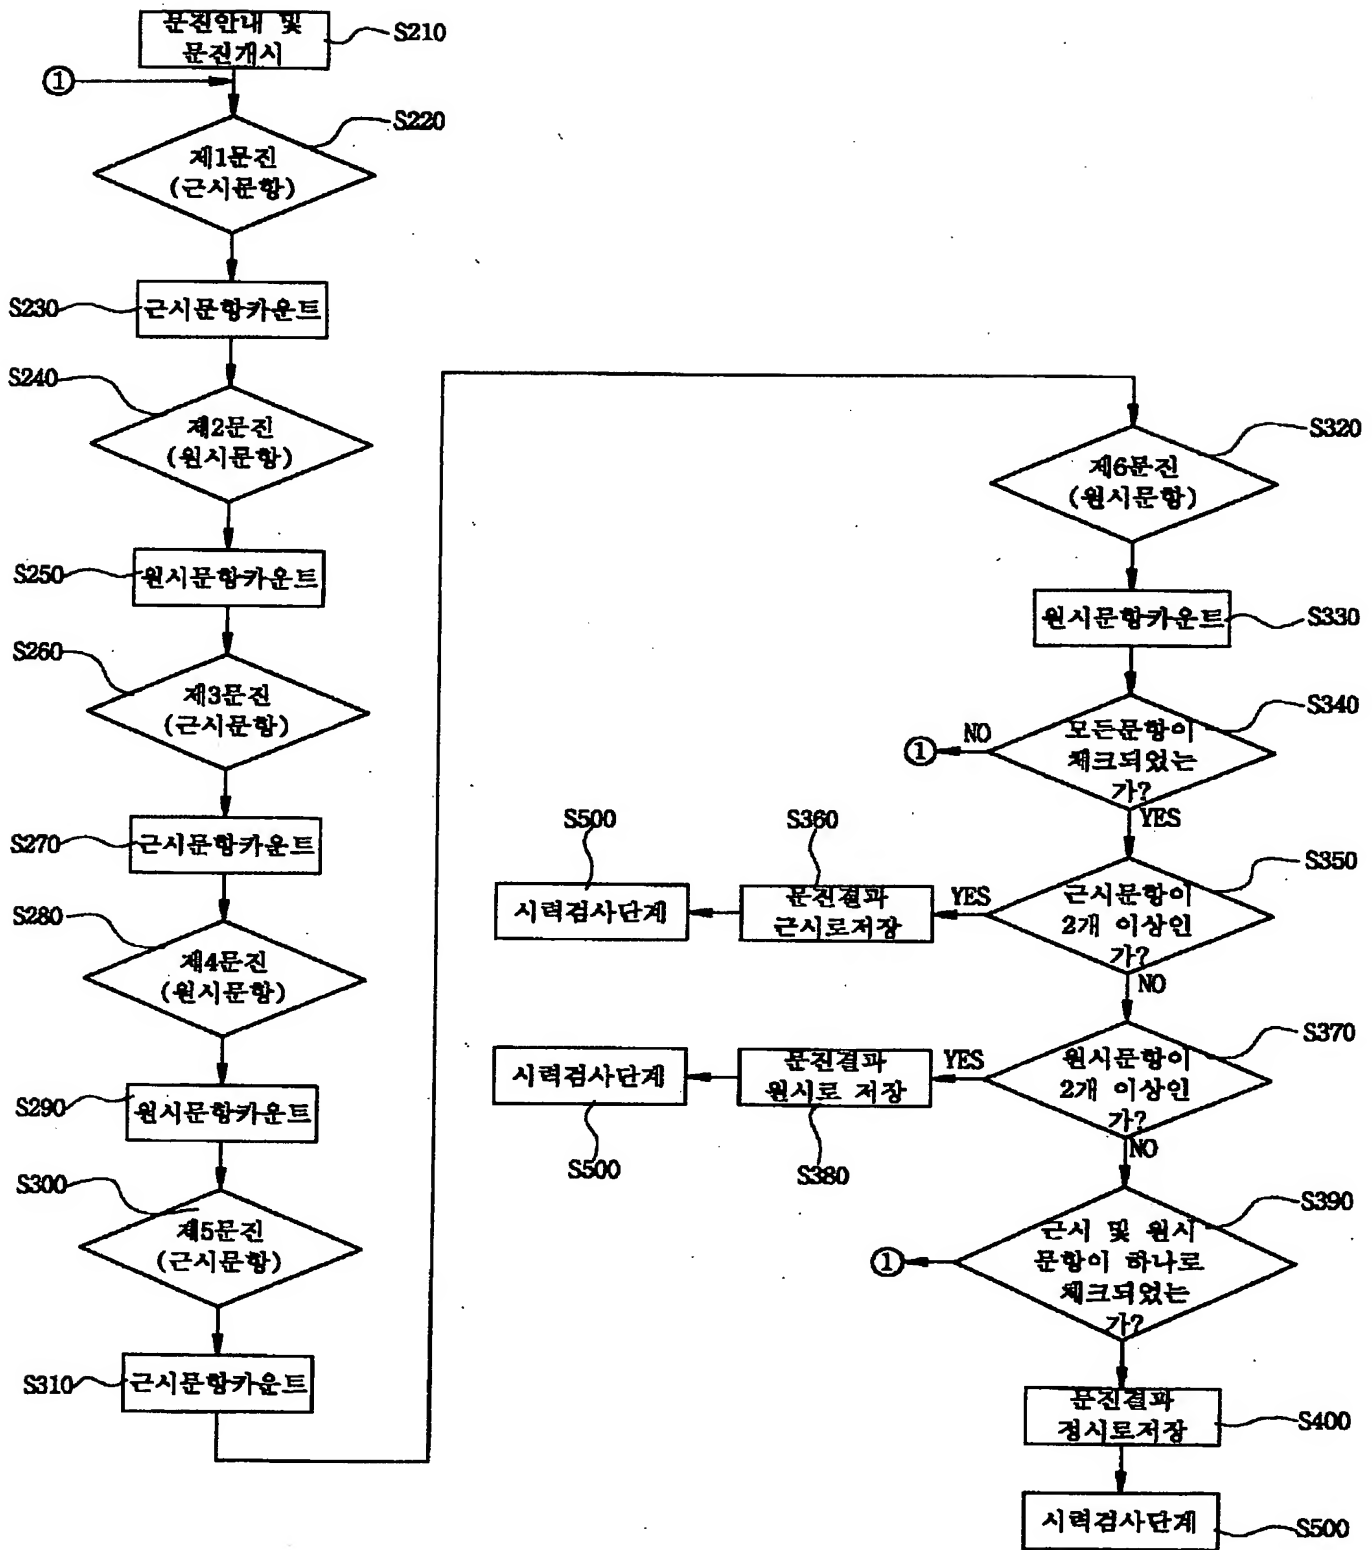 문진안내 및
문진개시
S210
①
S220
제1문진
(근시문항)
S230
근시문항카운트
S240
제2문진
(원시문항)
S250
원시문항카운트
S260
제3문진
(근시문항)
S270
근시문항카운트
S280
제4문진
(원시문항)
S290
원시문항카운트
S300
제5문진
(근시문항)
S310
근시문항카운트
S320
제6문진
(원시문항)
원시문항카운트
S330
S340
모든문항이
체크되었는
가?
NO
①
YES
S350
근시문항이
2개 이상인
가?
YES
S360
문진결과
근시로저장
S500
시력검사단계
NO
S370
원시문항이
2개 이상인
가?
YES
문진결과
원시로 저장
S380
시력검사단계
S500
NO
S390
근시 및 원시
문항이 하나로
체크되었는
가?
①
문진결과
정시로저장
S400
시력검사단계
S500